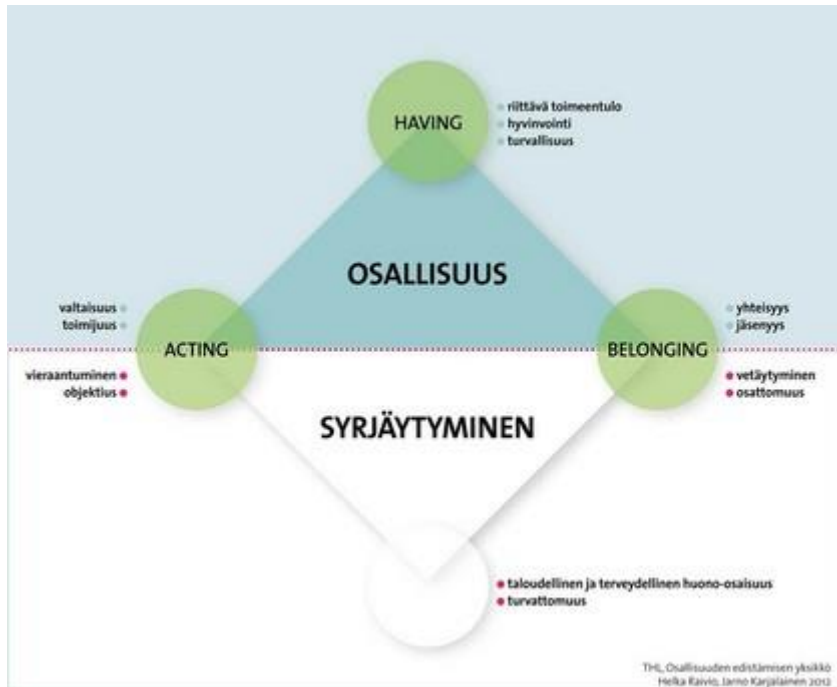 HAVING
riittävä toimeentulo
hyvinvointi
turvallisuus
OSALLISUUS
valtaisuus
toimijuus
yhteisyys
jäsenyys
ACTING
BELONGING
vieraantuminen
objektius
vetäytyminen
osattomuus
SYRJÄYTYMINEN
taloudellinen ja terveydellinen huono-osaisuus
turvattomuus
THL, Osallisuuden edistämisen yksikkö
Helka Raivio, Jarno Karjalainen 2012